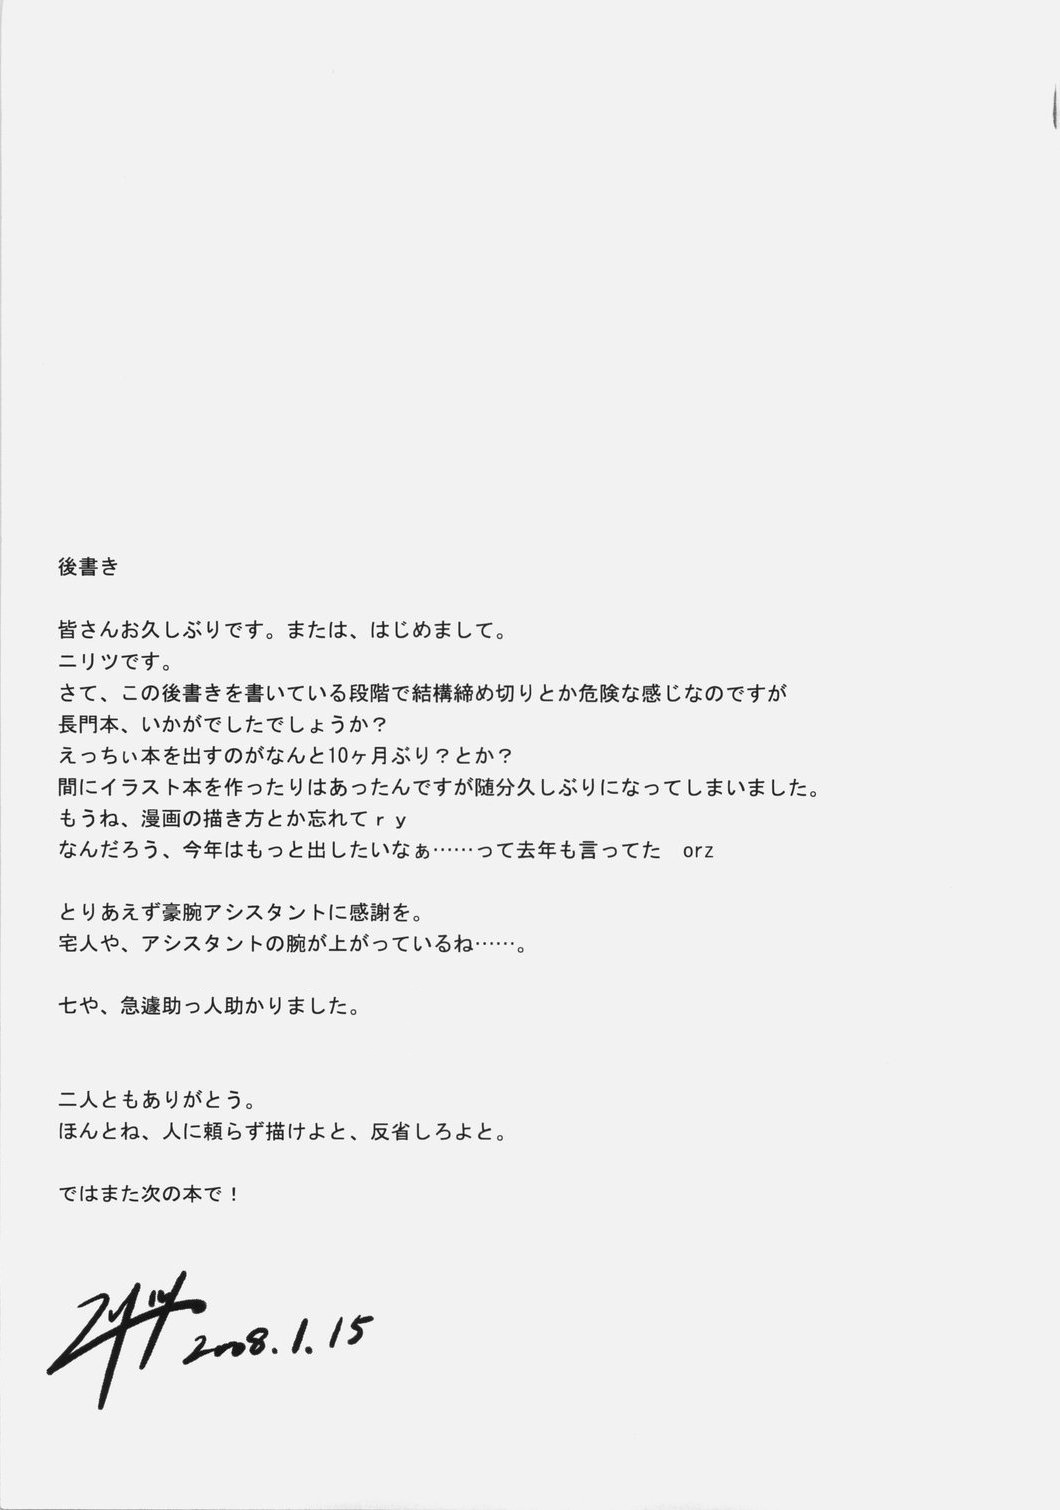 後書き
皆さんお久しぶりです。または、はじめまして。
ニリツです。
さて、この後書きを書いている段階で結構締め切りとか危険な感じなのですが
長門本、いかがでしたでしょうか？
えっちぃ本を出すのがなんと10ヶ月ぶり？とか？
間にイラスト本を作ったりはあったんですが随分久しぶりになってしまいました。
もうね、漫画の描き方とか忘れてｒｙ
なんだろう、今年はもっと出したいなぁ……って去年も言ってた　orz
とりあえず豪腕アシスタントに感謝を。
宅人や、アシスタントの腕が上がっているね……。
七や、急遽助っ人助かりました。
二人ともありがとう。
ほんとね、人に頼らず描けよと、反省しろよと。
ではまた次の本で！
2008.1.15